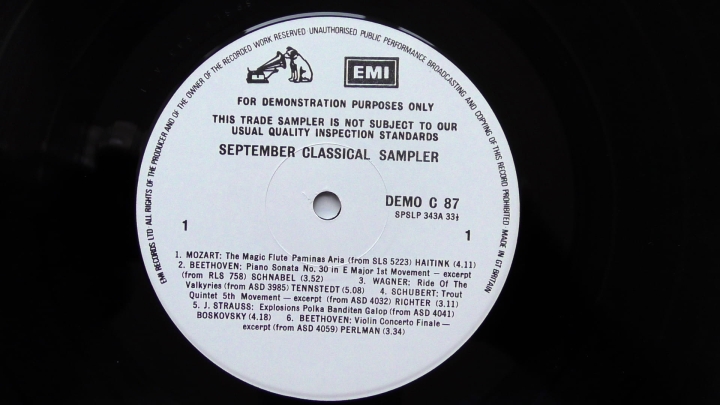 EMI RECORDS LTD ALL RIGHTS OF THE PRODUCER AND OF THE OWNER OF THE RECORDED WORK RESERVED UNAUTHORISED PUBLIC PERFORMANCE BROADCASTING AND COPYING OF THIS RECORD PROHIBITED MADE IN GT BRITAIN
EMI
FOR DEMONSTRATION PURPOSES ONLY
THIS TRADE SAMPLER IS NOT SUBJECT TO OUR
USUAL QUALITY INSPECTION STANDARDS
SEPTEMBER CLASSICAL SAMPLER
DEMO C 87
SPSLP 343A 33⅓
1
1
1. MOZART; The Magic Flute Paminas Aria (from SLS 5223) HAITINK (4.11)
2. BEETHOVEN; Piano Sonata No. 30 in E Major 1st Movement — excerpt
(from RLS 758) SCHNABEL (3.52) 3. WAGNER; Ride Of The
Valkyries (from ASD 3985) TENNSTEDT (5.08) 4. SCHUBERT; Trout
Quintet 5th Movement — excerpt (from ASD 4032) RICHTER (3.11)
5. J. STRAUSS: Explosions Polka Banditen Galop (from ASD 4041)
BOSKOVSKY (4.18) 6. BEETHOVEN; Violin Concerto Finale —
excerpt (from ASD 4059) PERLMAN (3.34)